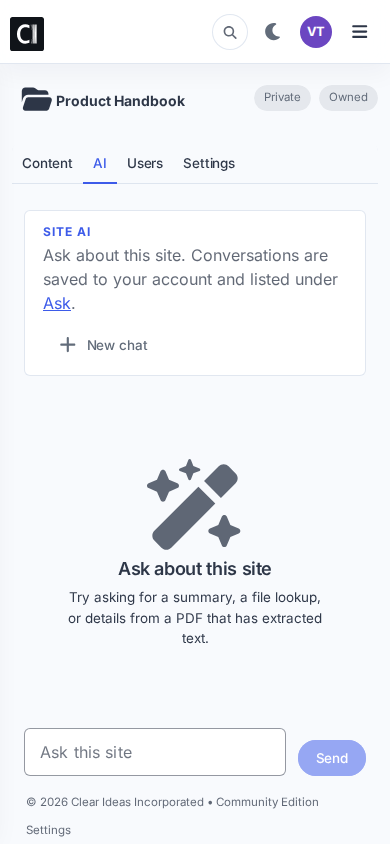 CI
VT
Product Handbook
Private
Owned
Content
AI
Users
Settings
SITE AI
Ask about this site. Conversations are
saved to your account and listed under
Ask.
New chat
Ask about this site
Try asking for a summary, a file lookup,
or details from a PDF that has extracted
text.
Ask this site
Send
© 2026 Clear Ideas Incorporated • Community Edition
Settings